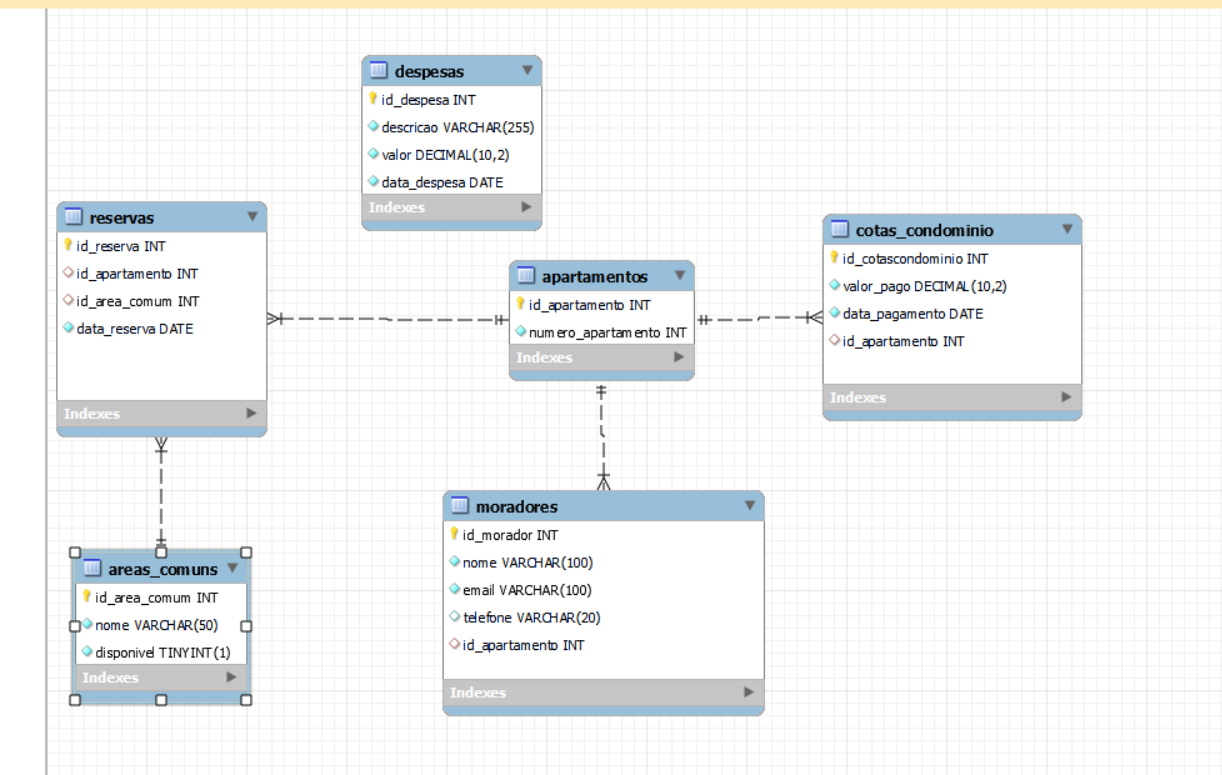 despesas
id_despesa INT
descricao VARCHAR(255)
valor DECIMAL(10,2)
data_despesa DATE
Indexes
reservas
id_reserva INT
id_apartamento INT
id_area_comum INT
data_reserva DATE
Indexes
apartamentos
id_apartamento INT
numero_apartamento INT
Indexes
cotas_condominio
id_cotascondominio INT
valor_pago DECIMAL(10,2)
data_pagamento DATE
id_apartamento INT
Indexes
areas_comuns
id_area_comum INT
nome VARCHAR(50)
disponivel TINYINT(1)
Indexes
moradores
id_morador INT
nome VARCHAR(100)
email VARCHAR(100)
telefone VARCHAR(20)
id_apartamento INT
Indexes